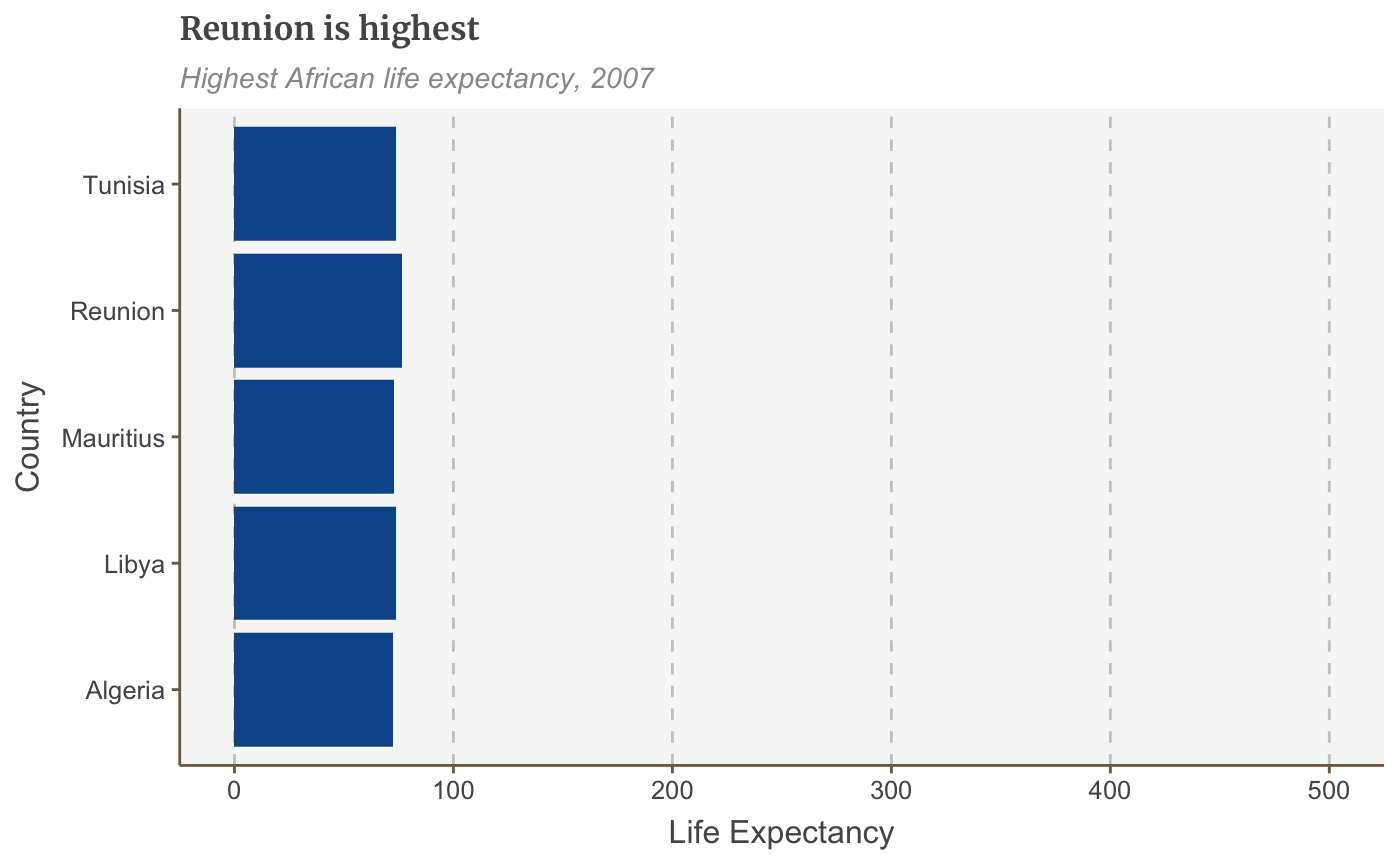 Reunion is highest
Highest African life expectancy, 2007
Country
Tunisia
Reunion
Mauritius
Libya
Algeria
0 100 200 300 400 500
Life Expectancy